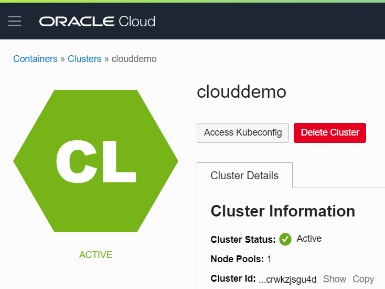 ORACLE Cloud
Containers » Clusters » clouddemo
CL
ACTIVE
clouddemo
Access Kubeconfig Delete Cluster
Cluster Details
Cluster Information
Cluster Status: Active
Node Pools: 1
Cluster Id: ...crwkzjsgu4d Show Copy